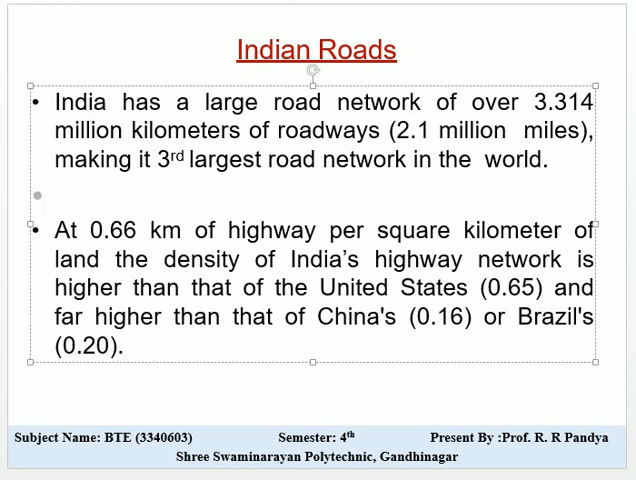 Indian Roads
• India has a large road network of over 3.314
million kilometers of roadways (2.1 million miles),
making it 3rd largest road network in the world.
• At 0.66 km of highway per square kilometer of
land the density of India’s highway network is
higher than that of the United States (0.65) and
far higher than that of China's (0.16) or Brazil's
(0.20).
Subject Name: BTE (3340603) Semester: 4th Present By :Prof. R. R Pandya
Shree Swaminarayan Polytechnic, Gandhinagar